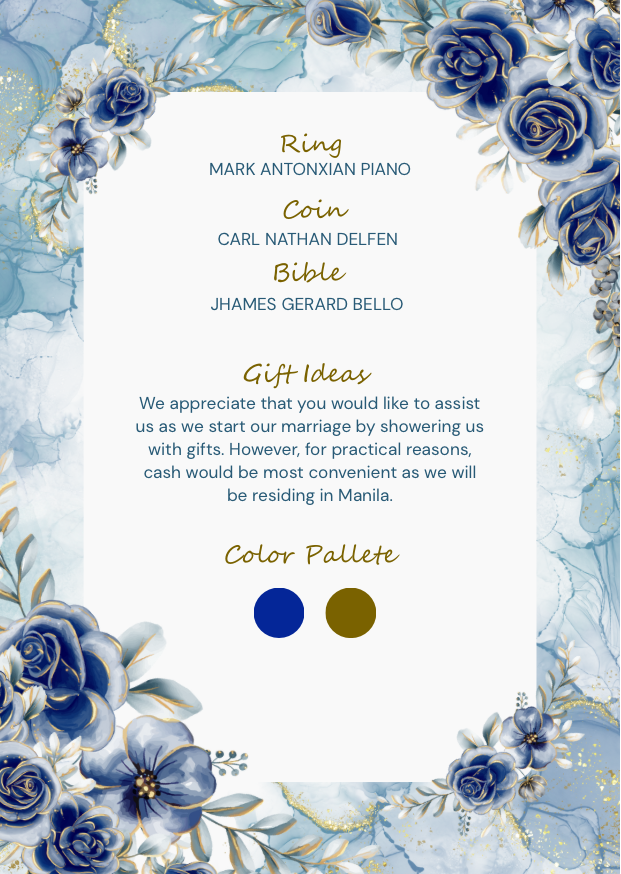 Ring
MARK ANTONXIAN PIANO
Coin
CARL NATHAN DELFEN
Bible
JHAMES GERARD BELLO
Gift Ideas
We appreciate that you would like to assist
us as we start our marriage by showering us
with gifts. However, for practical reasons,
cash would be most convenient as we will
be residing in Manila.
Color Pallete